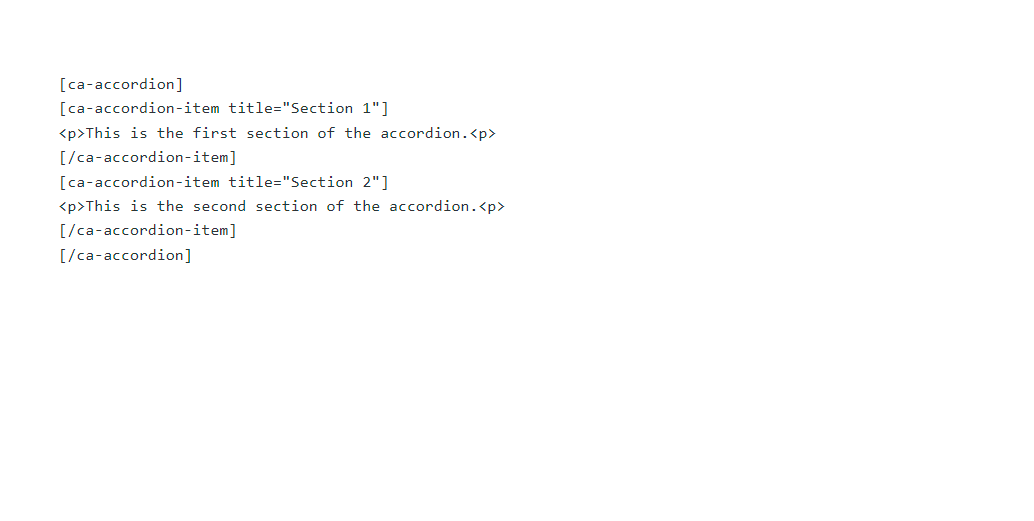 [ca-accordion]
[ca-accordion-item title="Section 1"]
<p>This is the first section of the accordion.<p>
[/ca-accordion-item]
[ca-accordion-item title="Section 2"]
<p>This is the second section of the accordion.<p>
[/ca-accordion-item]
[/ca-accordion]